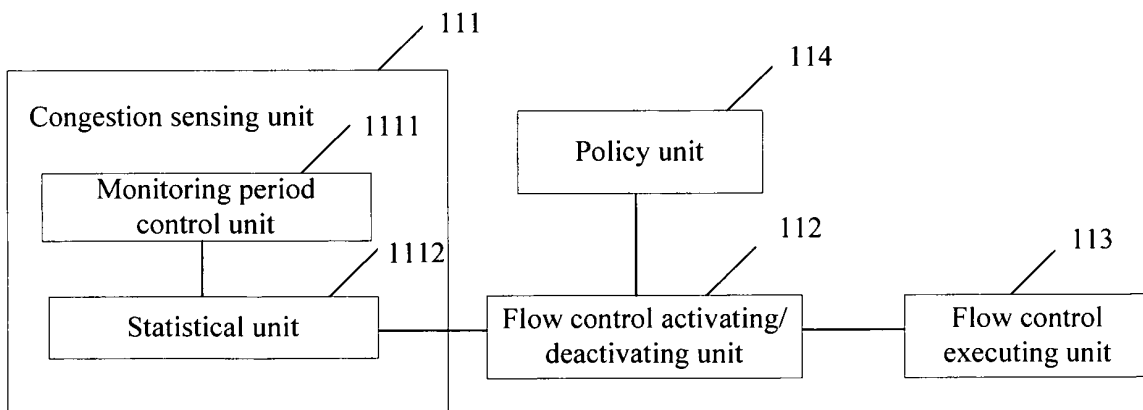 111
Congestion sensing unit
1111
Monitoring period
control unit
1112
Statistical unit
114
Policy unit
112
Flow control activating/
deactivating unit
113
Flow control
executing unit